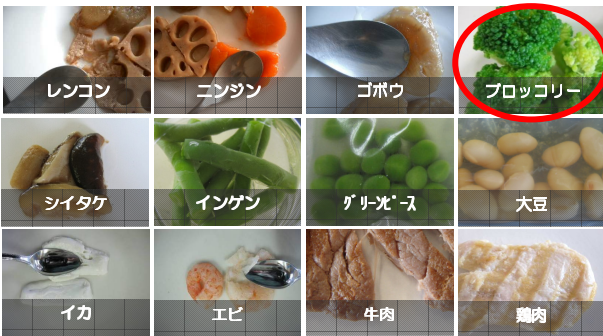 レンコン
ニンジン
ゴボウ
ブロッコリー
シイタケ
インゲン
グリーンピース
大豆
イカ
エビ
牛肉
鶏肉